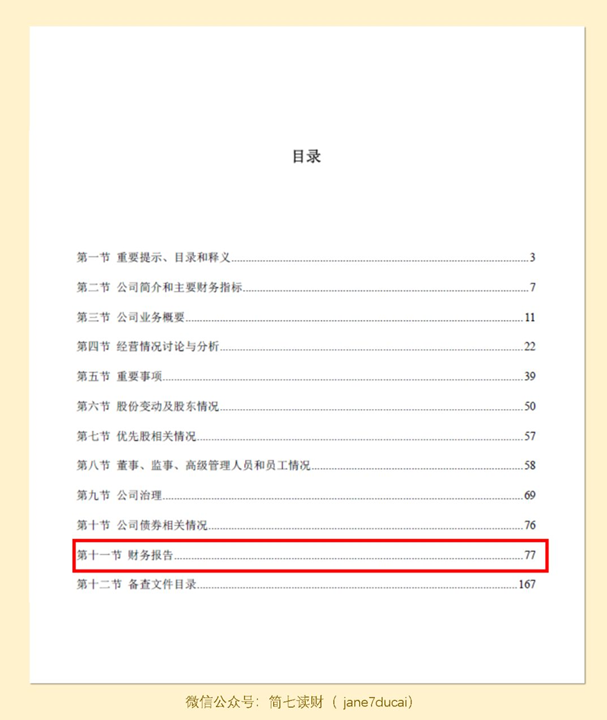 目录
第一节 重要提示、目录和释义........3
第二节 公司简介和主要财务指标........7
第三节 公司业务概要........11
第四节 经营情况讨论与分析........22
第五节 重要事项........39
第六节 股份变动及股东情况........50
第七节 优先股相关情况........57
第八节 董事、监事、高级管理人员和员工情况........58
第九节 公司治理........69
第十节 公司债券相关情况........76
第十一节 财务报告........77
第十二节 备查文件目录........167
微信公众号：简七读财（ jane7ducai）